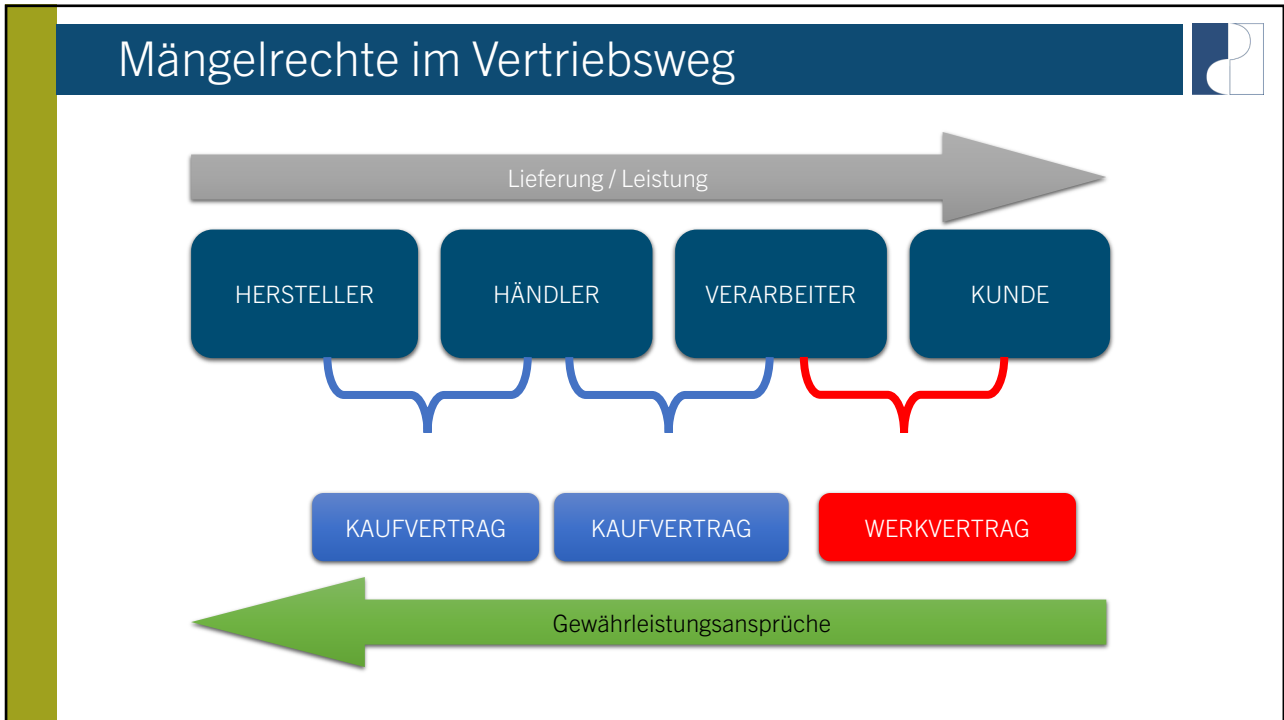 Mängelrechte im Vertriebsweg
Lieferung / Leistung
HERSTELLER
HÄNDLER
VERARBEITER
KUNDE
KAUFVERTRAG
KAUFVERTRAG
WERKVERTRAG
Gewährleistungsansprüche